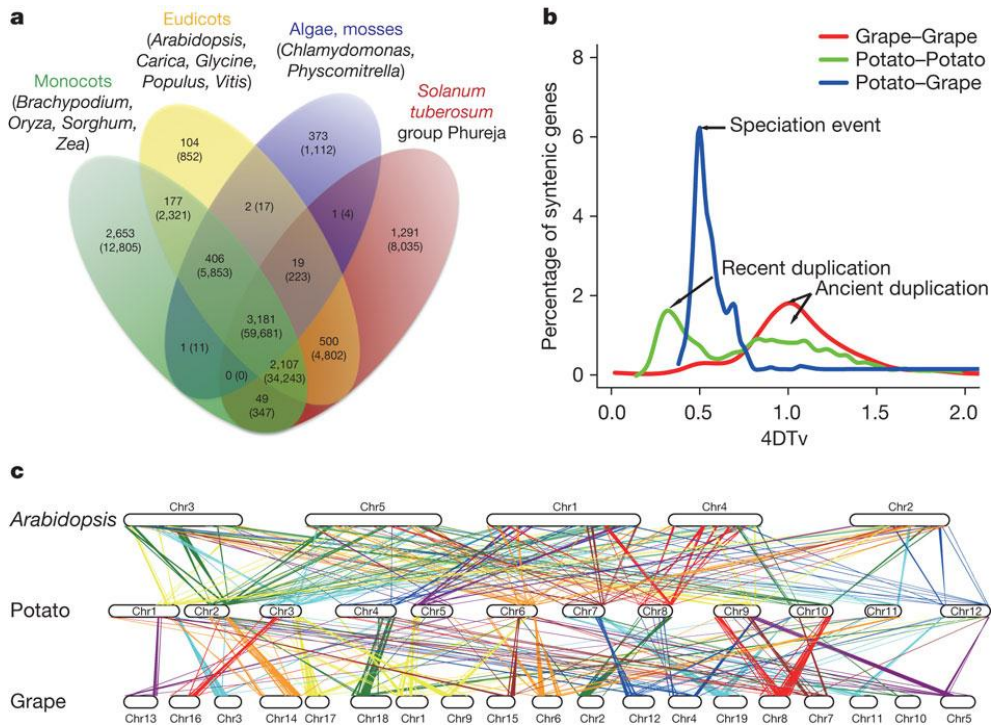 a
Eudicots
(Arabidopsis,
Carica, Glycine,
Populus, Vitis)
Algae, mosses
(Chlamydomonas,
Physcomitrella)
Monocots
(Brachypodium,
Oryza, Sorghum,
Zea)
Solanum
tuberosum
group Phureja
104
(852)
373
(1,112)
177
(2,321)
2 (17)
1 (4)
2,653
(12,805)
1,291
(8,035)
406
(5,853)
19
(223)
3,181
(59,681)
1 (11)
500
(4,802)
0 (0)
2,107
(34,243)
49
(347)
b
Grape–Grape
Potato–Potato
Potato–Grape
Percentage of syntenic genes
8
6
4
2
0
Speciation event
Recent duplication
Ancient duplication
0.0 0.5 1.0 1.5 2.0
4DTv
c
Chr3 Chr5 Chr1 Chr4 Chr2
Arabidopsis
Potato Chr1 Chr2 Chr3 Chr4 Chr5 Chr6 Chr7 Chr8 Chr9 Chr10 Chr11 Chr12
Grape
Chr13 Chr16 Chr3 Chr14 Chr17 Chr18 Chr1 Chr9 Chr15 Chr6 Chr2 Chr12 Chr4 Chr19 Chr8 Chr7 Chr11 Chr10 Chr5